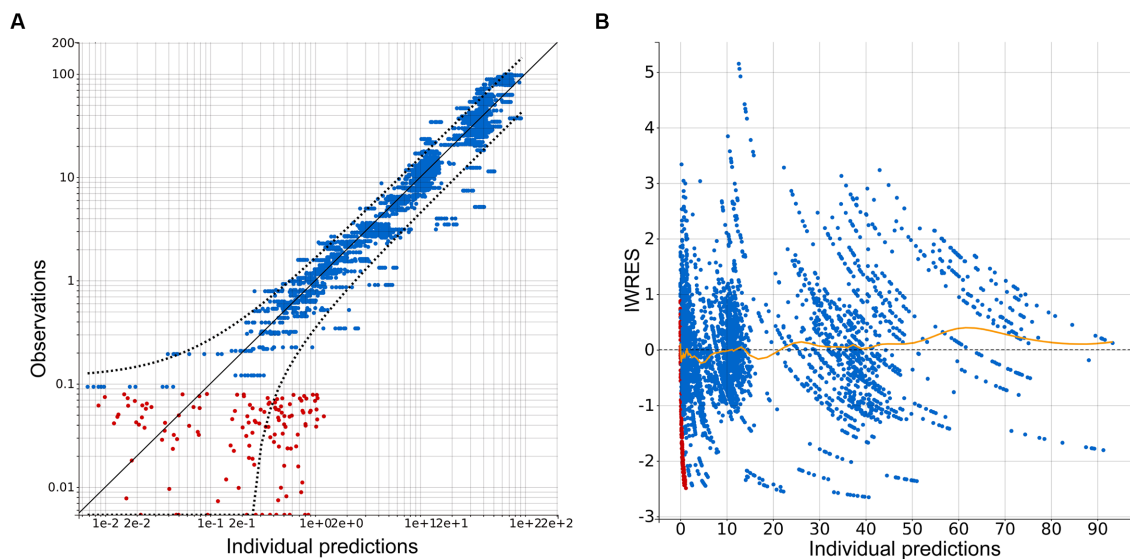 A
200
100
10
1
0.1
0.01
Observations
1e-2 2e-2
1e-1 2e-1
1e+02e+0
1e+12e+1
1e+22e+2
Individual predictions
B
5
4
3
2
1
0
-1
-2
-3
IWRES
0 10 20 30 40 50 60 70 80 90
Individual predictions